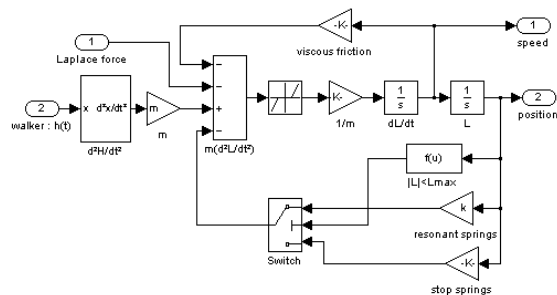 -K-
viscous friction
1
speed
1
Laplace force
2
walker : h(t)
x d²x/dt²
d²H/dt²
m
m
−
−
+
−
m(d²L/dt²)
K-
1/m
1
s
dL/dt
1
s
L
2
position
f(u)
|L|<Lmax
k
resonant springs
Switch
-K-
stop springs